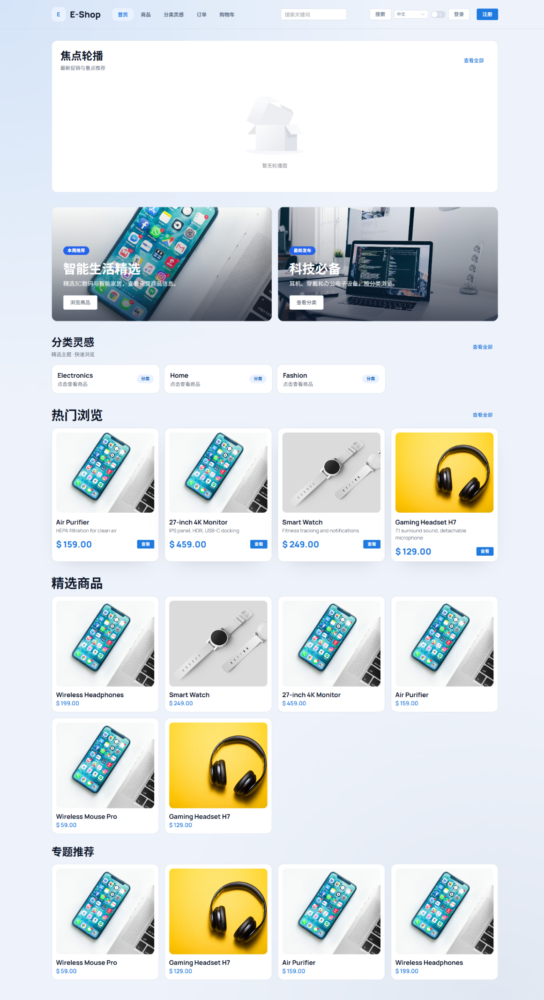 E
E-Shop
首页
商品
分类灵感
订单
购物车
搜索关键词
搜索
中文
登录
注册
焦点轮播
最新促销与重点推荐
查看全部
暂无轮播图
本周推荐
智能生活精选
精选3C数码与智能家居，查看完整商品信息。
浏览商品
caps lock
最新发布
科技必备
耳机、穿戴和办公电子设备，按分类浏览。
查看分类
分类灵感
精选主题 · 快速浏览
查看全部
Electronics
点击查看商品
分类
Home
点击查看商品
分类
Fashion
点击查看商品
分类
热门浏览
查看全部
Air Purifier
HEPA filtration for clean air
$ 159.00
查看
27-inch 4K Monitor
IPS panel, HDR, USB-C docking
$ 459.00
查看
Smart Watch
Fitness tracking and notifications
$ 249.00
查看
Gaming Headset H7
7.1 surround sound, detachable
microphone
$ 129.00
查看
精选商品
Wireless Headphones
$ 199.00
Smart Watch
$ 249.00
27-inch 4K Monitor
$ 459.00
Air Purifier
$ 159.00
Wireless Mouse Pro
$ 59.00
Gaming Headset H7
$ 129.00
专题推荐
Wireless Mouse Pro
$ 59.00
Gaming Headset H7
$ 129.00
Air Purifier
$ 159.00
Wireless Headphones
$ 199.00